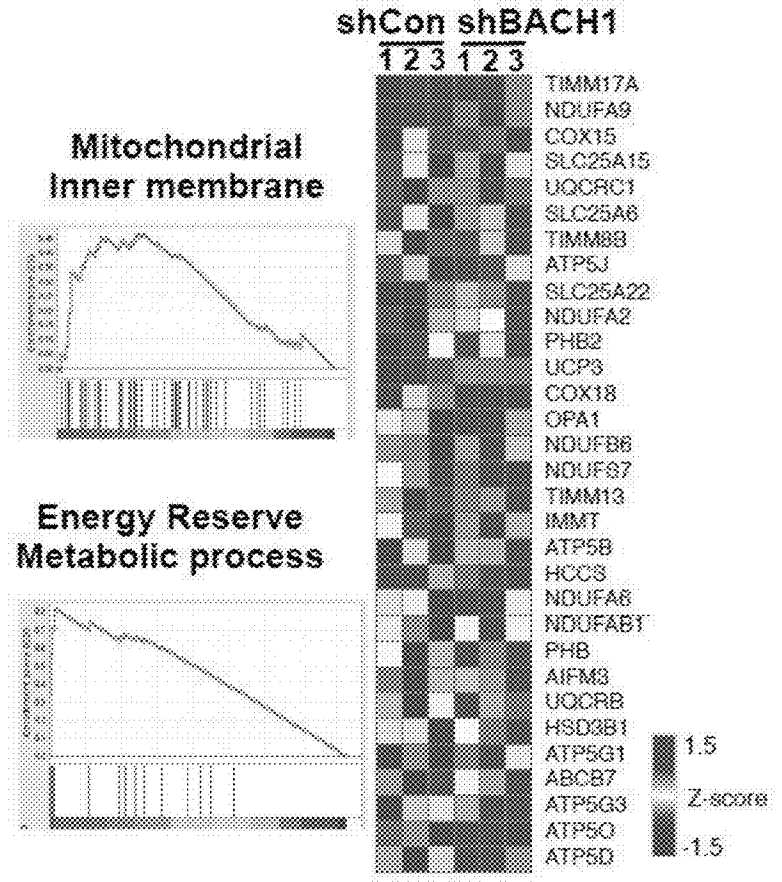 shCon shBACH1
1 2 3 1 2 3
Mitochondrial
Inner membrane
Energy Reserve
Metabolic process
TIMM17A
NDUFA9
COX15
SLC25A15
UQCRC1
SLC25A6
TIMM8B
ATP5J
SLC25A22
NDUFA2
PHB2
UCP3
COX18
OPA1
NDUFB6
NDUFS7
TIMM13
IMMT
ATP5B
HCCS
NDUFA6
NDUFAB1
PHB
AIFM3
UQCRB
HSD3B1
ATP5G1
ABCB7
ATP5G3
ATP5O
ATP5D
1.5
Z-score
-1.5